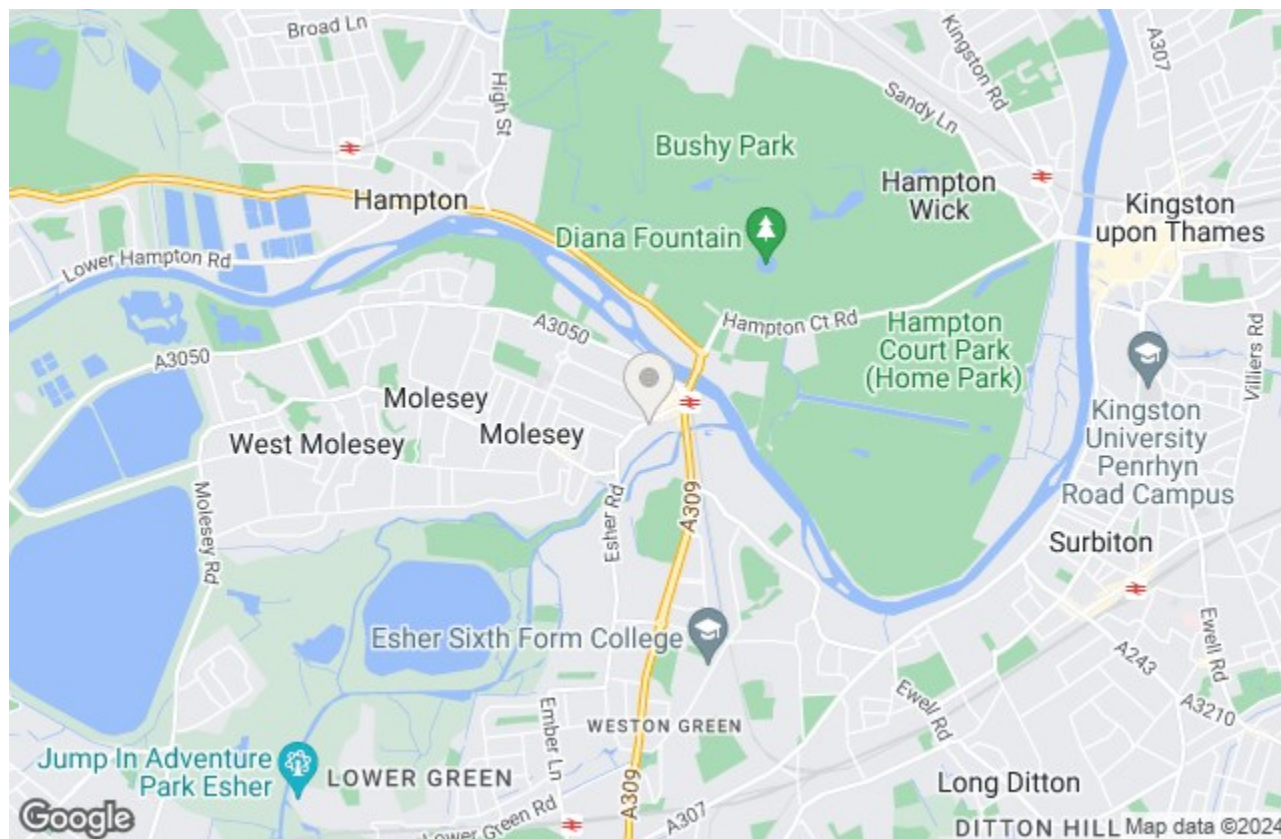 Broad Ln
High St
Kingston Rd
A307
Sandy Ln
Bushy Park
Hampton
Wick
Hampton
Kingston
upon Thames
Diana Fountain
Lower Hampton Rd
Hampton Ct Rd
A3050
A3050
Hampton
Court Park
(Home Park)
Villiers Rd
Molesey
Molesey
West Molesey
Kingston
University
Penrhyn
Road Campus
Molesey Rd
Esher Rd
A309
Surbiton
Esher Sixth Form College
Ewell Rd
A243
Ewell Rd
A3210
Ember Ln
WESTON GREEN
Jump In Adventure
Park Esher
LOWER GREEN
A309
Long Ditton
Lower Green Rd
A307
DITTON HILL
Google
Map data ©2024